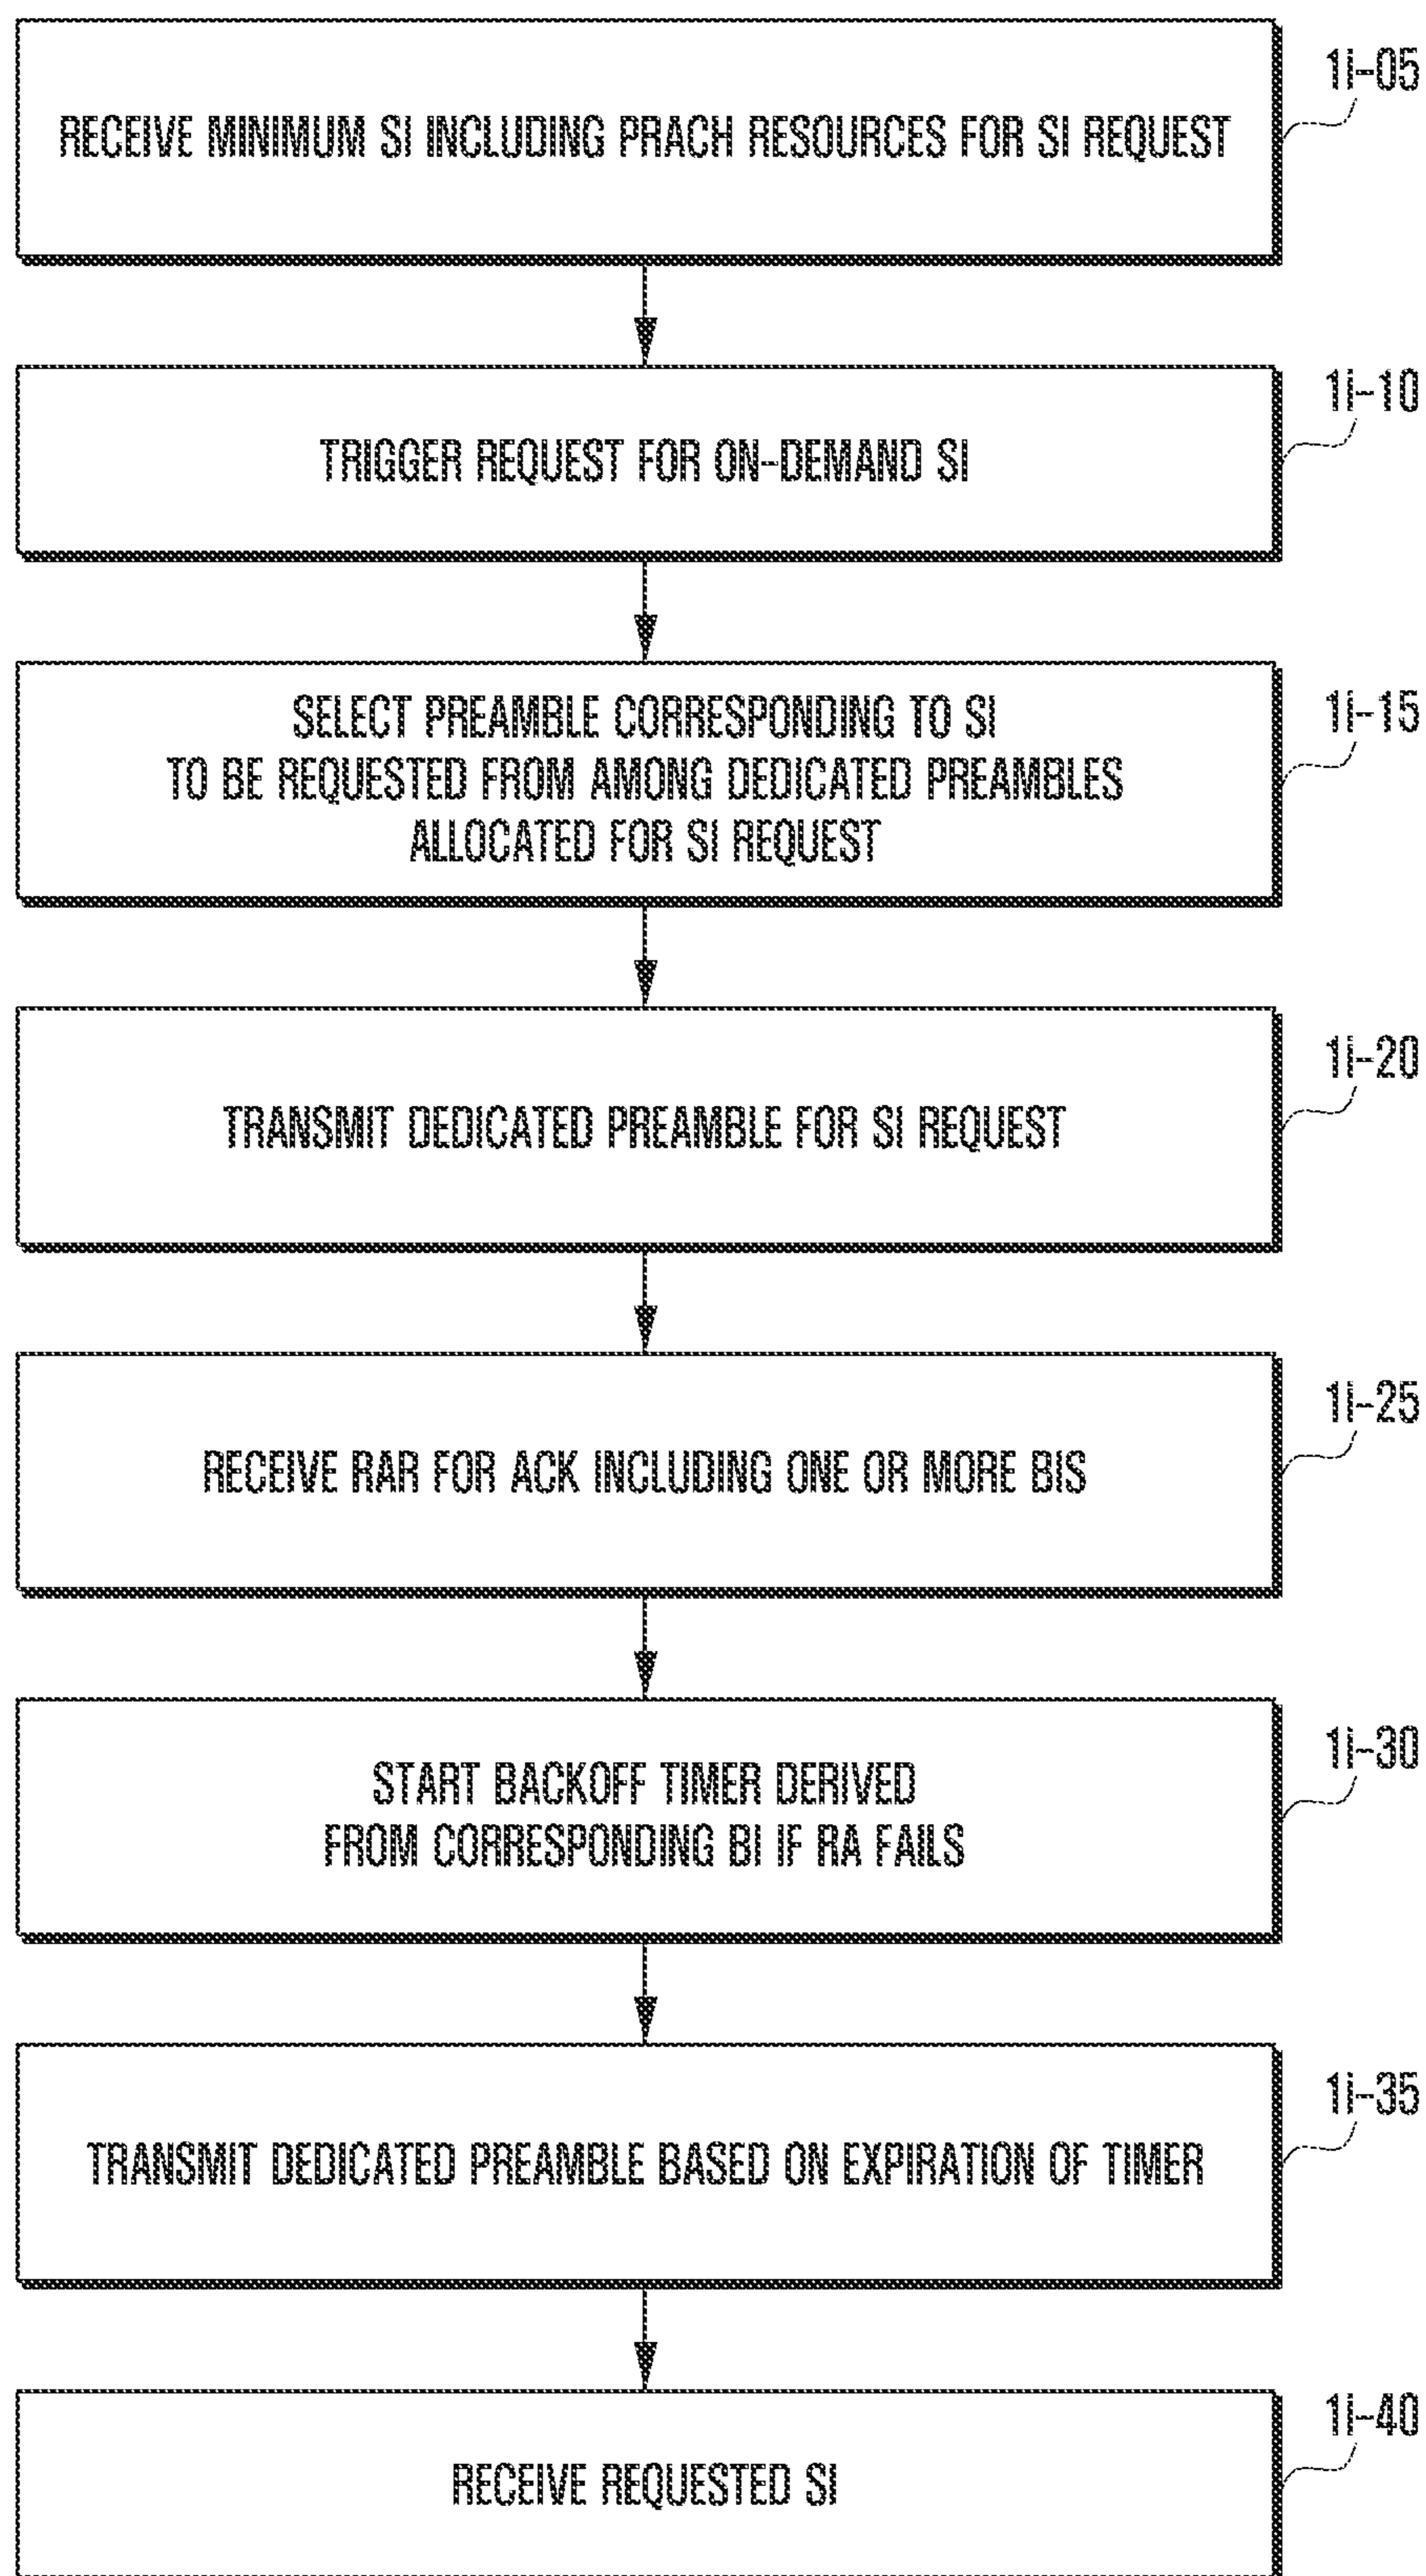 RECEIVE MINIMUM SI INCLUDING PRACH RESOURCES FOR SI REQUEST
1i-05
TRIGGER REQUEST FOR ON-DEMAND SI
1i-10
SELECT PREAMBLE CORRESPONDING TO SI
TO BE REQUESTED FROM AMONG DEDICATED PREAMBLES
ALLOCATED FOR SI REQUEST
1i-15
TRANSMIT DEDICATED PREAMBLE FOR SI REQUEST
1i-20
RECEIVE RAR FOR ACK INCLUDING ONE OR MORE BIS
1i-25
START BACKOFF TIMER DERIVED
FROM CORRESPONDING BI IF RA FAILS
1i-30
TRANSMIT DEDICATED PREAMBLE BASED ON EXPIRATION OF TIMER
1i-35
RECEIVE REQUESTED SI
1i-40